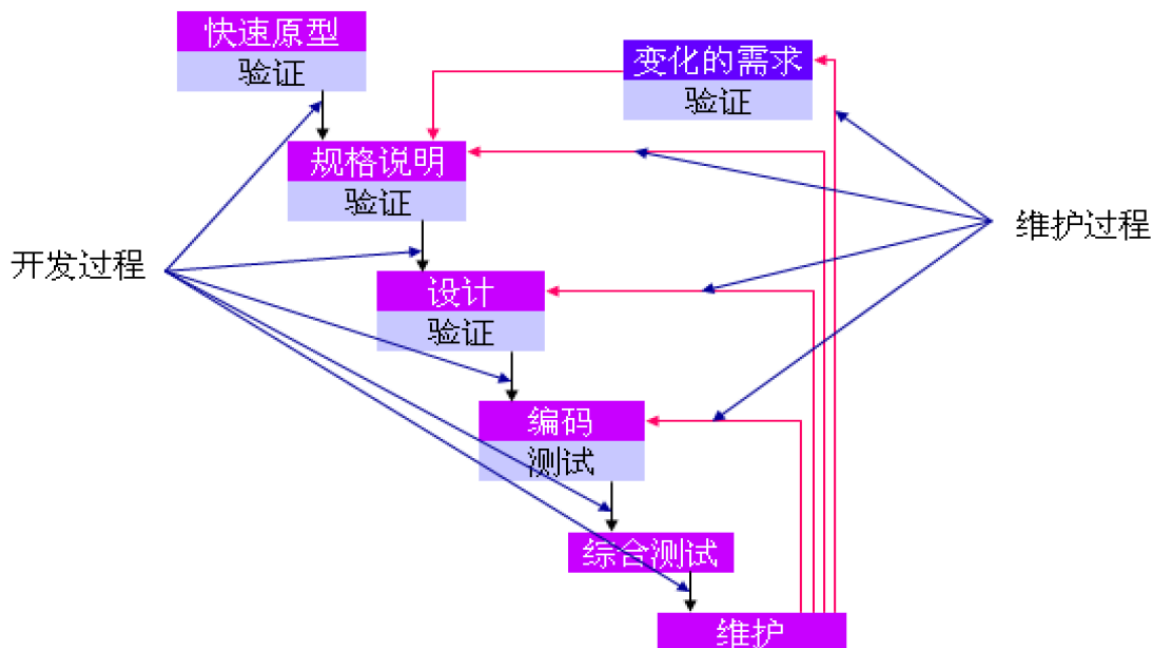 快速原型
验证
变化的需求
验证
规格说明
验证
维护过程
开发过程
设计
验证
编码
测试
综合测试
维护